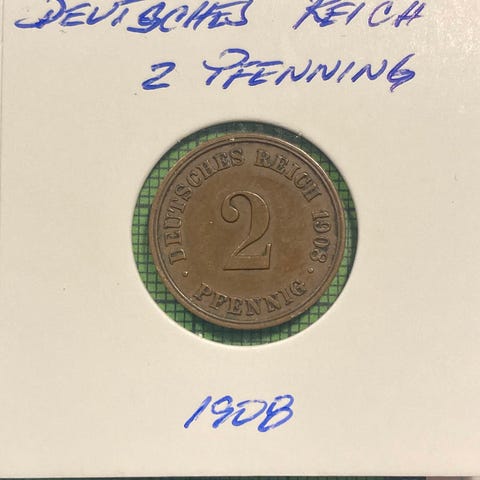 DEUTSCHES REICH
2 PFENNING
DEUTSCHES REICH 1908
2
· PFENNIG ·
1908